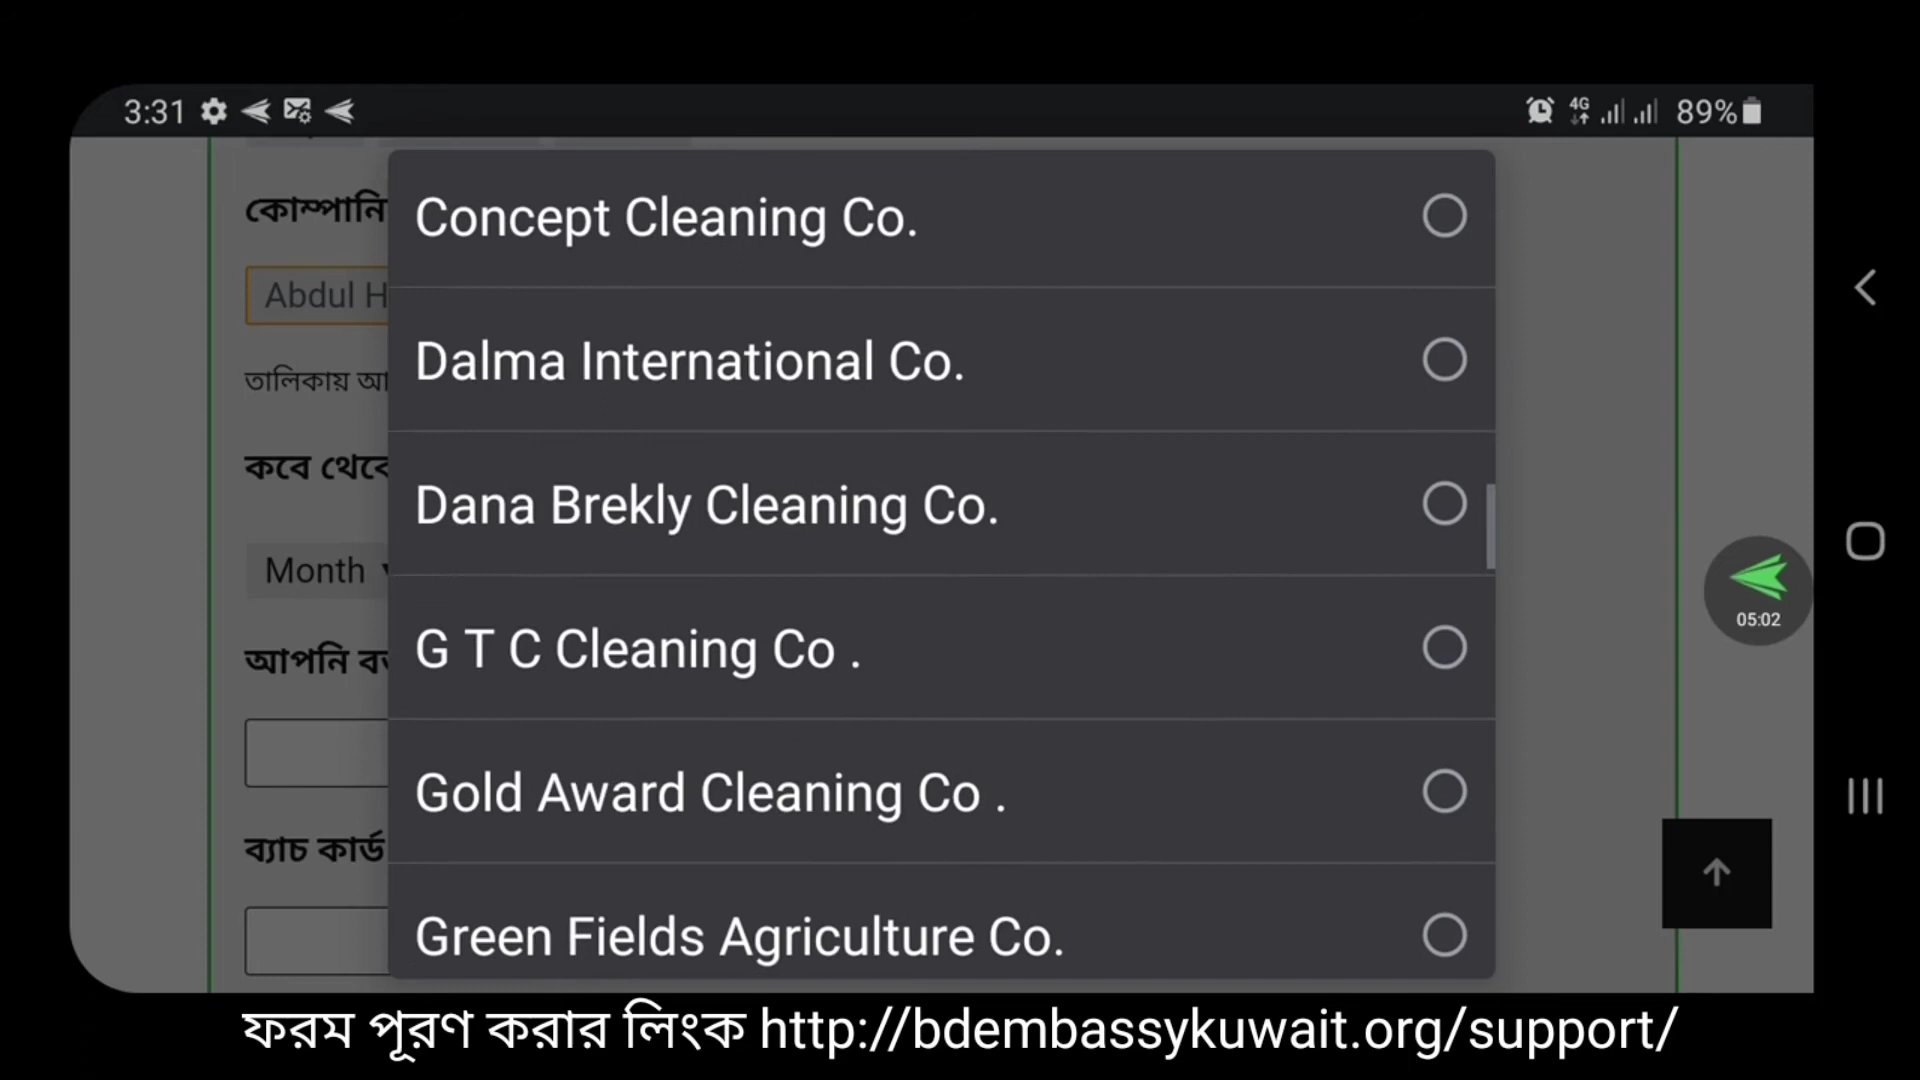 3:31
4G
89%
কোম্পানি
Concept Cleaning Co.
Abdul H
Dalma International Co.
তালিকায়
কবে থেকে
Dana Brekly Cleaning Co.
Month
05:02
আপনি
G T C Cleaning Co .
Gold Award Cleaning Co .
ব্যাচ কার্ড
Green Fields Agriculture Co.
ফরম পূরণ করার লিংক http://bdembassykuwait.org/support/